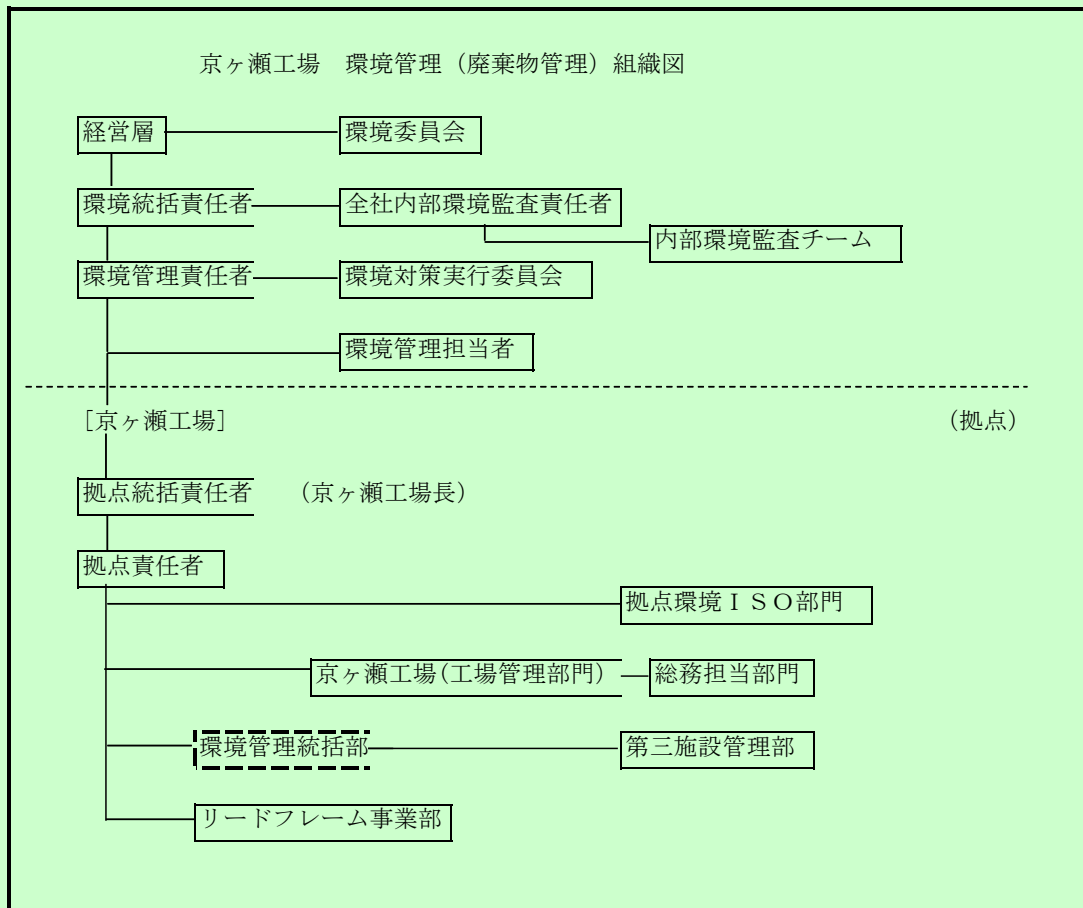 京ヶ瀬工場　環境管理（廃棄物管理）組織図
経営層　環境委員会
環境統括責任者　全社内部環境監査責任者
内部環境監査チーム
環境管理責任者　環境対策実行委員会
環境管理担当者
［京ヶ瀬工場］　（拠点）
拠点統括責任者　（京ヶ瀬工場長）
拠点責任者
拠点環境ＩＳＯ部門
京ヶ瀬工場(工場管理部門）　総務担当部門
環境管理統括部　第三施設管理部
リードフレーム事業部